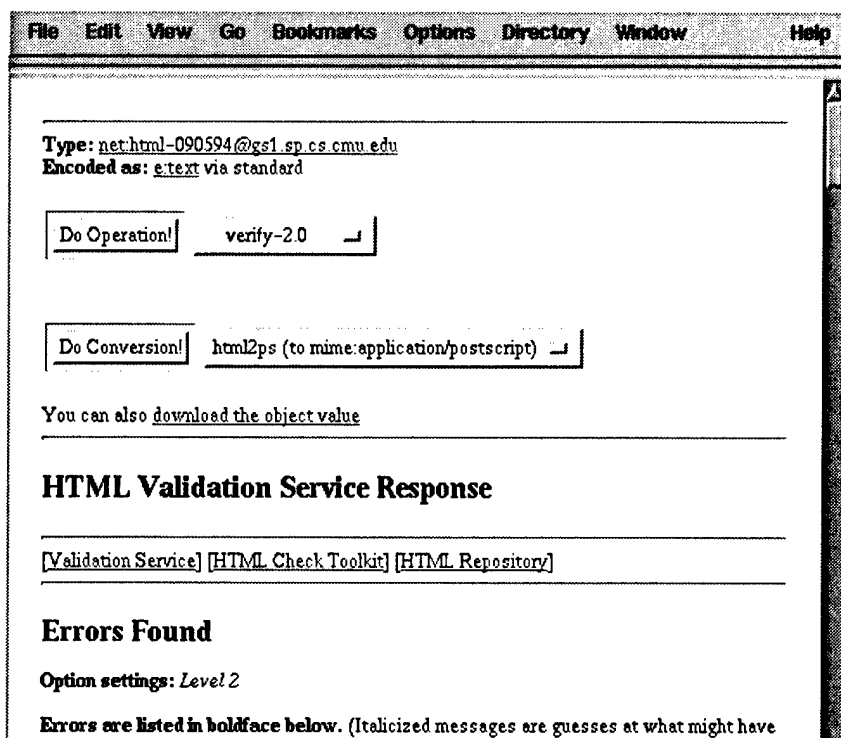 File Edit View Go Bookmarks Options Directory Window Help
Type: net:html-090594@gs1.sp.cs.cmu.edu
Encoded as: e:text via standard
Do Operation! verify-2.0
Do Conversion! html2ps (to mime:application/postscript)
You can also download the object value
HTML Validation Service Response
[Validation Service] [HTML Check Toolkit] [HTML Repository]
Errors Found
Option settings: Level 2
Errors are listed in boldface below. (Italicized messages are guesses at what might have